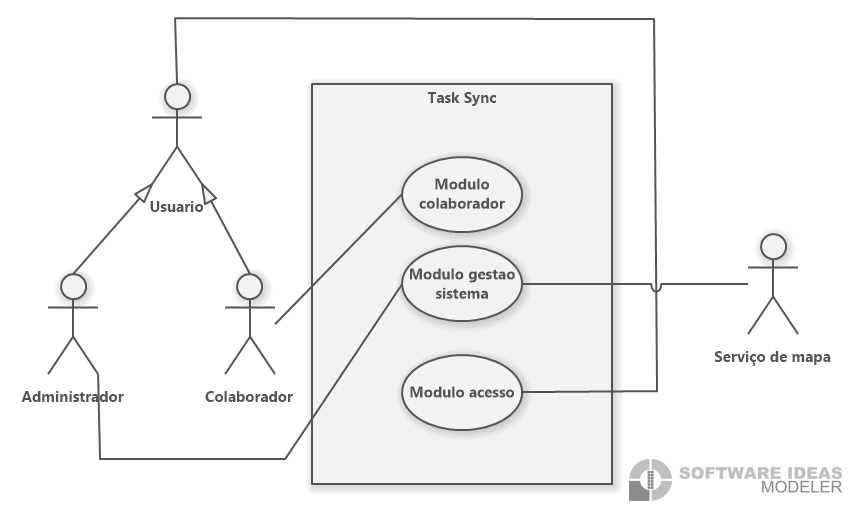 Task Sync
Modulo
colaborador
Usuario
Modulo gestao
sistema
Serviço de mapa
Administrador
Colaborador
Modulo acesso
SOFTWARE IDEAS
MODELER